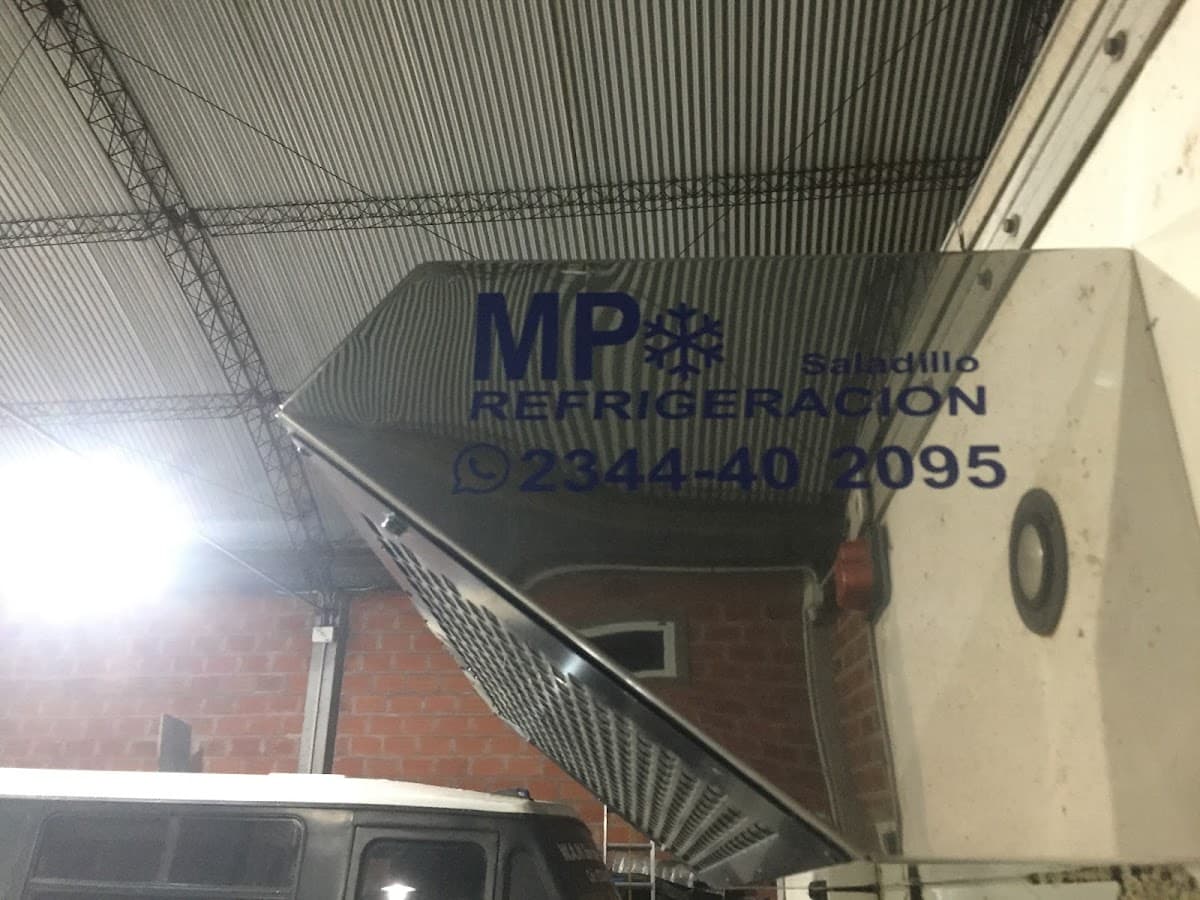 MP
Saladillo
REFRIGERACION
2344-40 2095